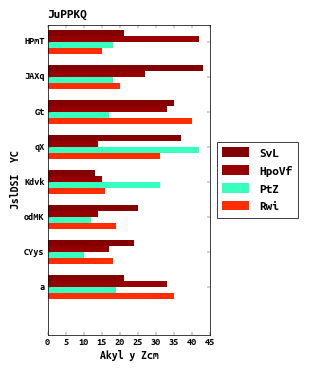 JuPPKQ
HPmT
JAXq
Gt
qX
Kdvk
odMK
CYys
a
JslDSI YC
0 5 10 15 20 25 30 35 40 45
Akyl y Zcm
SvL
HpoVf
PtZ
Rwi